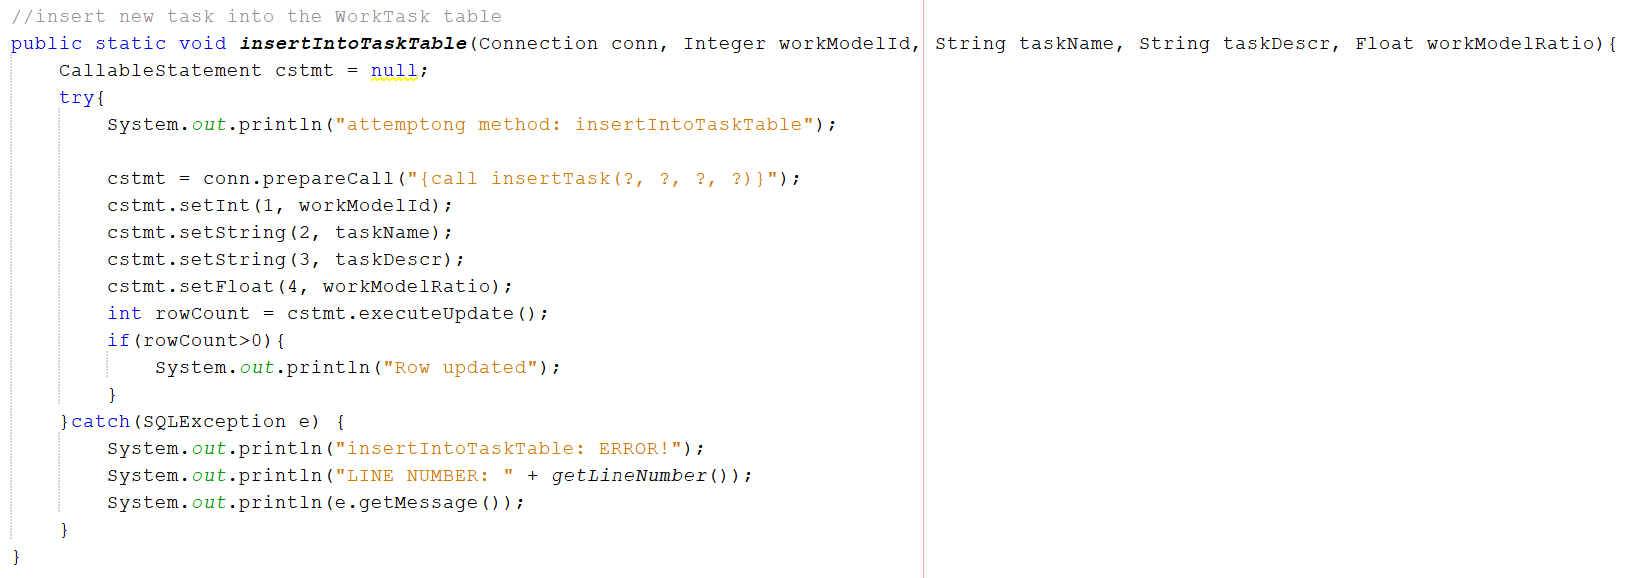 //insert new task into the WorkTask table
public static void insertIntoTaskTable(Connection conn, Integer workModelId, String taskName, String taskDescr, Float workModelRatio){
    CallableStatement cstmt = null;
    try{
        System.out.println("attemptong method: insertIntoTaskTable");

        cstmt = conn.prepareCall("{call insertTask(?, ?, ?, ?)}");
        cstmt.setInt(1, workModelId);
        cstmt.setString(2, taskName);
        cstmt.setString(3, taskDescr);
        cstmt.setFloat(4, workModelRatio);
        int rowCount = cstmt.executeUpdate();
        if(rowCount>0){
            System.out.println("Row updated");
        }
    }catch(SQLException e) {
        System.out.println("insertIntoTaskTable: ERROR!");
        System.out.println("LINE NUMBER: " + getLineNumber());
        System.out.println(e.getMessage());
    }
}